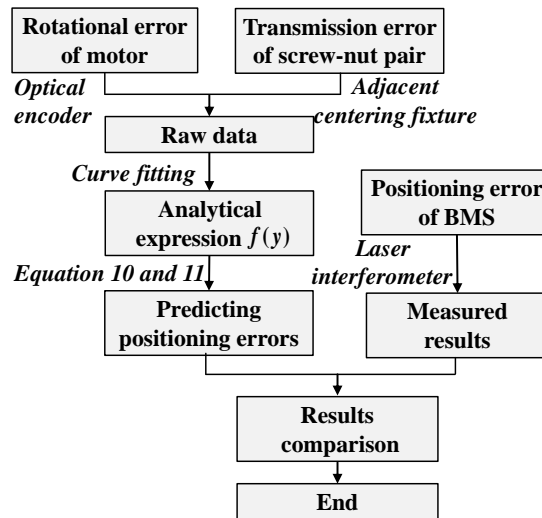 Rotational error
of motor
Transmission error
of screw-nut pair
Optical
encoder
Adjacent
centering fixture
Raw data
Curve fitting
Analytical
expression f(y)
Positioning error
of BMS
Equation 10 and 11
Laser
interferometer
Predicting
positioning errors
Measured
results
Results
comparison
End